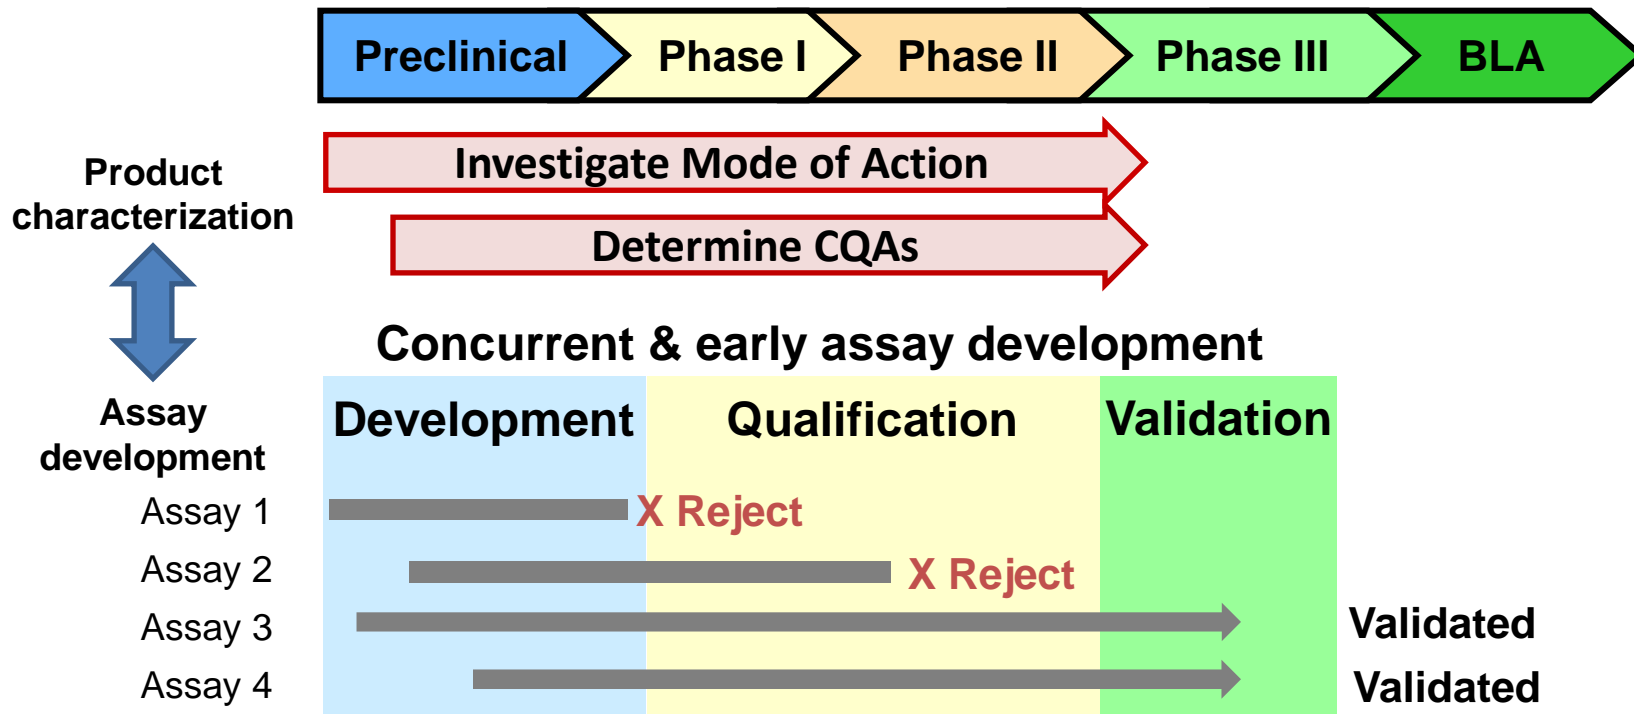 Preclinical
Phase I
Phase II
Phase III
BLA
Investigate Mode of Action
Product
characterization
Determine CQAs
Concurrent & early assay development
Assay
development
Development
Qualification
Validation
Assay 1
X Reject
Assay 2
X Reject
Assay 3
Validated
Assay 4
Validated